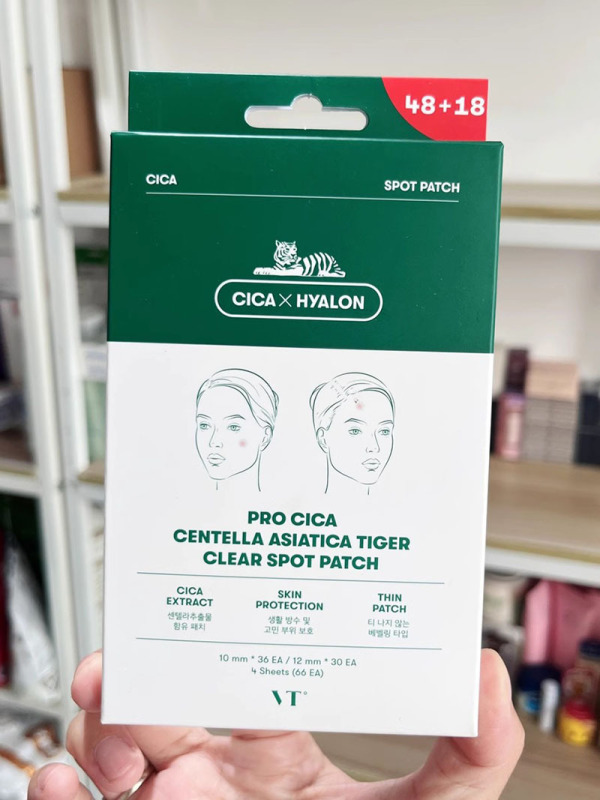 48+18
CICA
SPOT PATCH
CICA × HYALON
PRO CICA
CENTELLA ASIATICA TIGER
CLEAR SPOT PATCH
CICA
EXTRACT
센텔라추출물
함유 패치
SKIN
PROTECTION
생활 방수 및
고민 부위 보호
THIN
PATCH
티 나지 않는
베벨링 타입
10 mm * 36 EA / 12 mm * 30 EA
4 Sheets (66 EA)
VT®